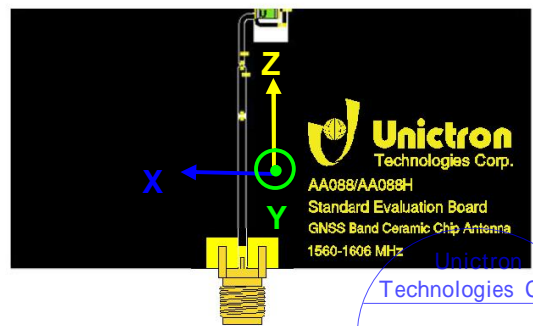 Z
X
Y
Unictron
Technologies Corp.
AA088/AA088H
Standard Evaluation Board
GNSS Band Ceramic Chip Antenna
1560-1606 MHz
Unictron
Technologies C